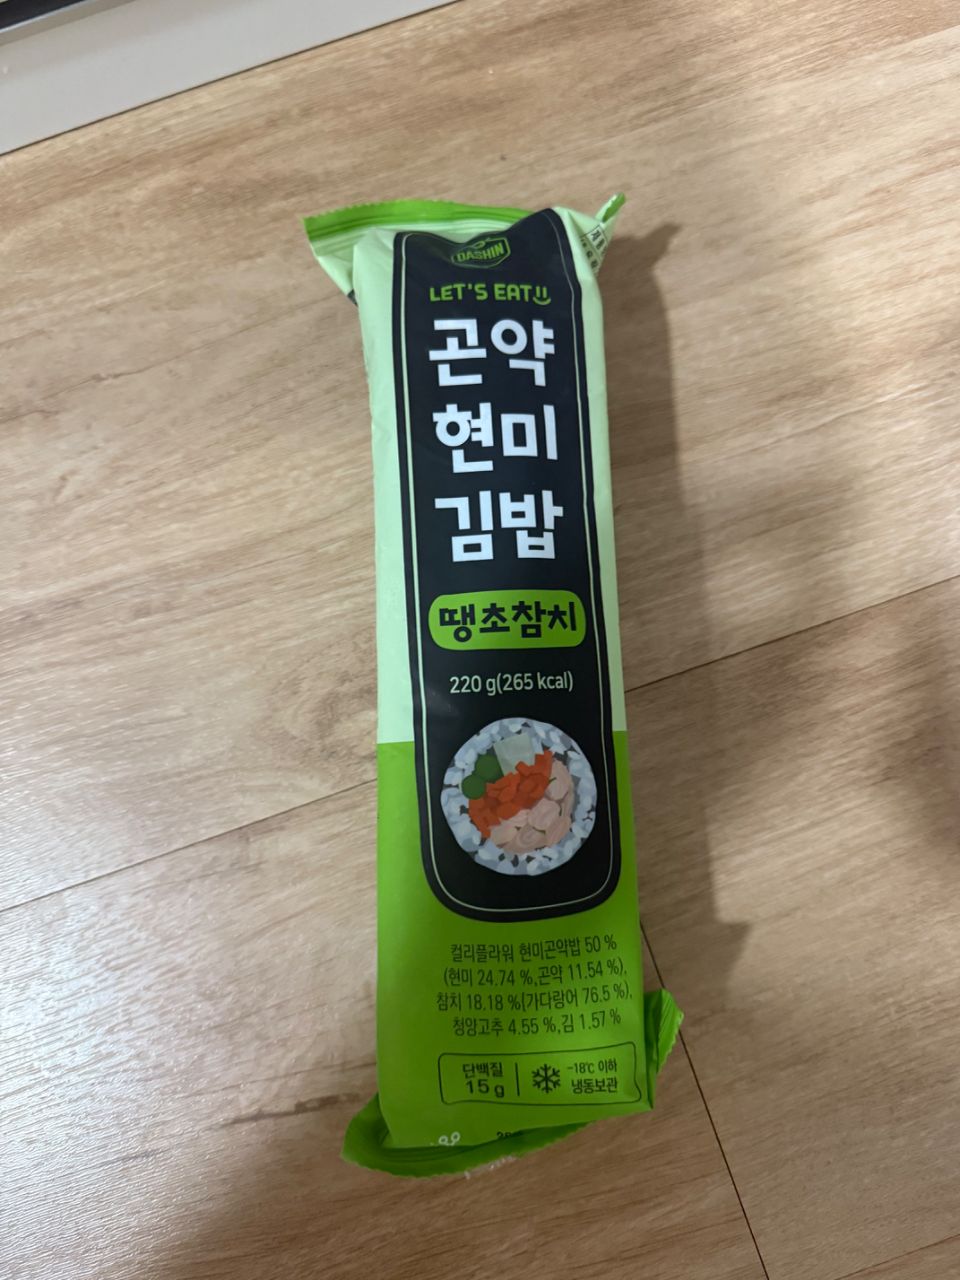 DASHIN
LET'S EAT
곤약
현미
김밥
땡초참치
220 g(265 kcal)
컬리플라워 현미곤약밥 50 %
(현미 24.74 %,곤약 11.54 %),
참치 18.18 %[가다랑어 76.5 %),
청양고추 4.55 %,김 1.57 %
단백질
15 g
-18℃ 이하
냉동보관